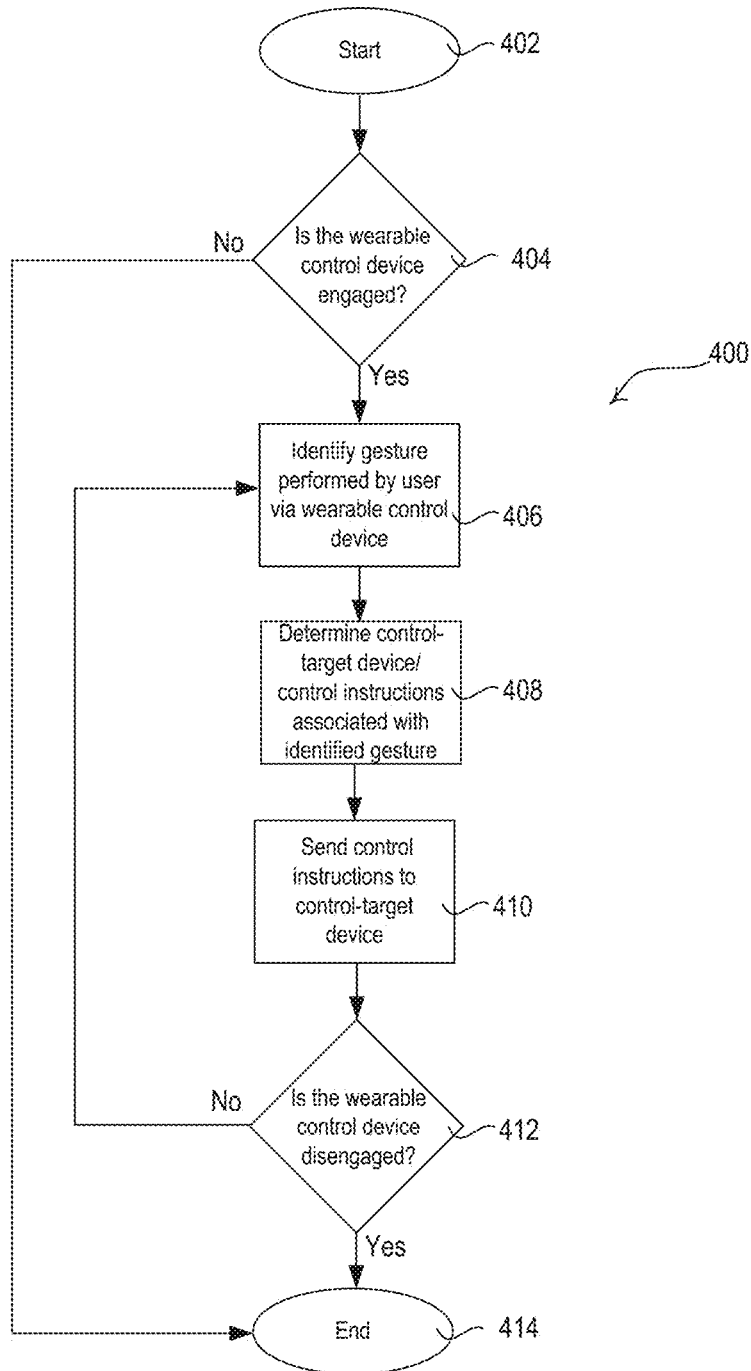 Start
402
Is the wearable
control device
engaged?
404
No
Yes
400
Identify gesture
performed by user
via wearable control
device
406
Determine control-
target device/
control instructions
associated with
identified gesture
408
Send control
instructions to
control-target
device
410
Is the wearable
control device
disengaged?
412
No
Yes
End
414